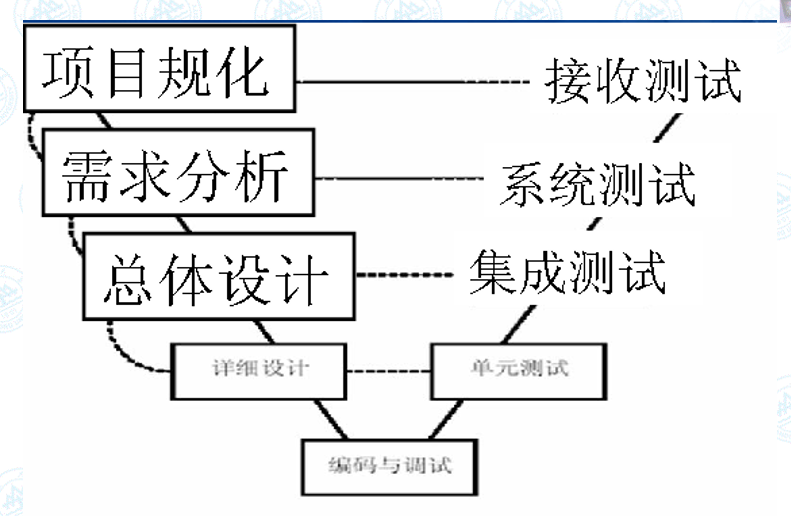 项目规化
接收测试
需求分析
系统测试
总体设计
集成测试
详细设计
单元测试
编码与调试